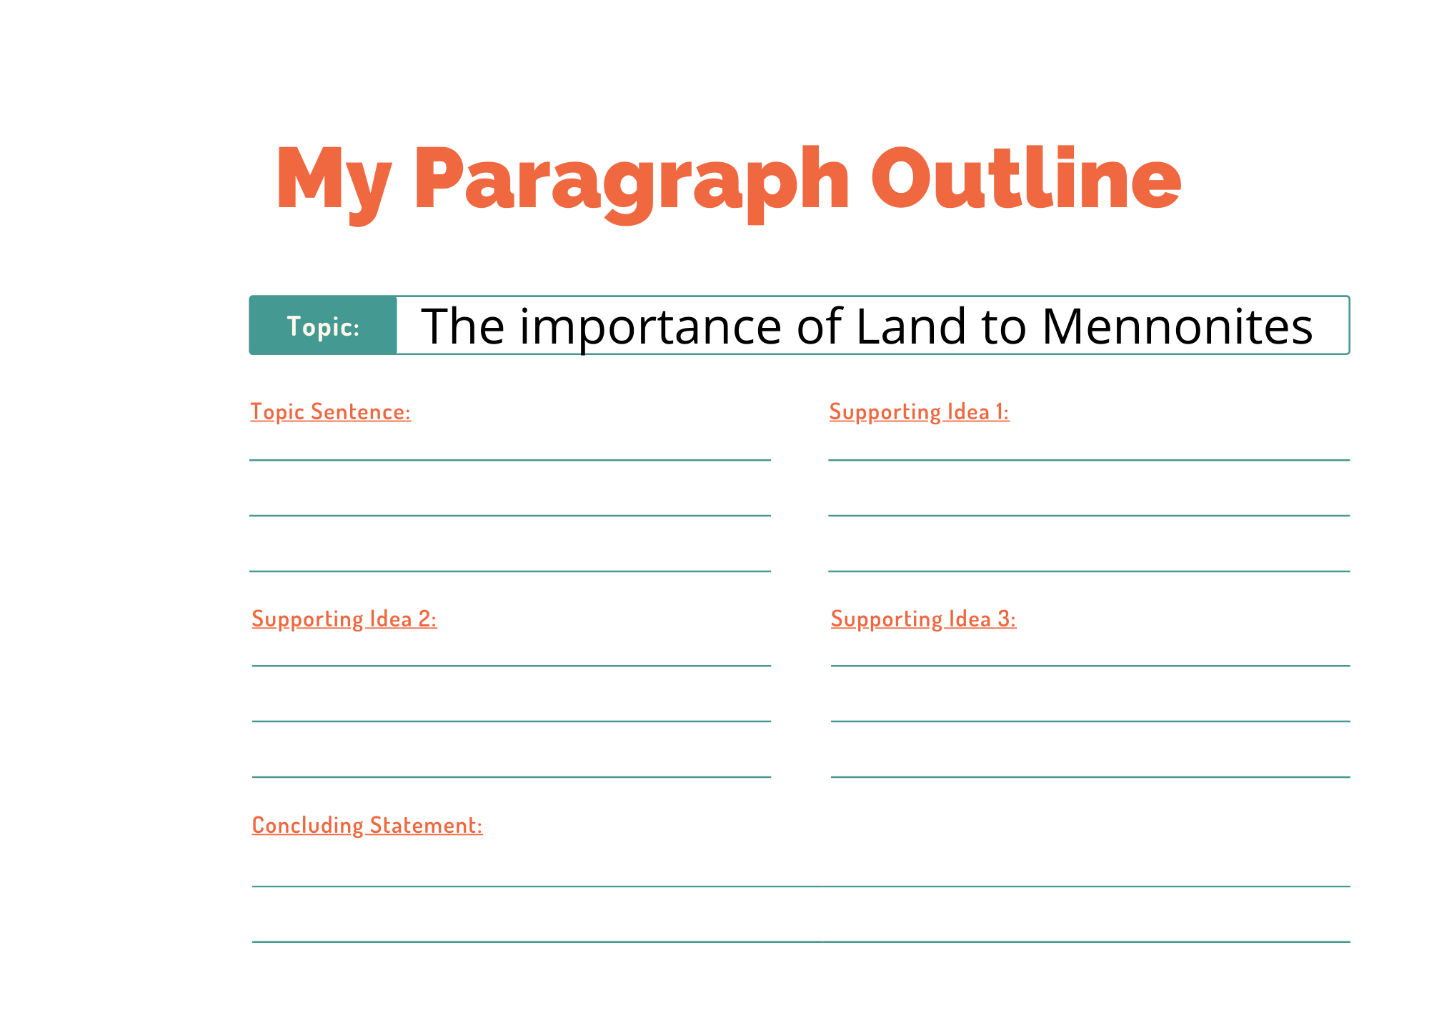 My Paragraph Outline
Topic:
The importance of Land to Mennonites
Topic Sentence:
Supporting Idea 1:
Supporting Idea 2:
Supporting Idea 3:
Concluding Statement: